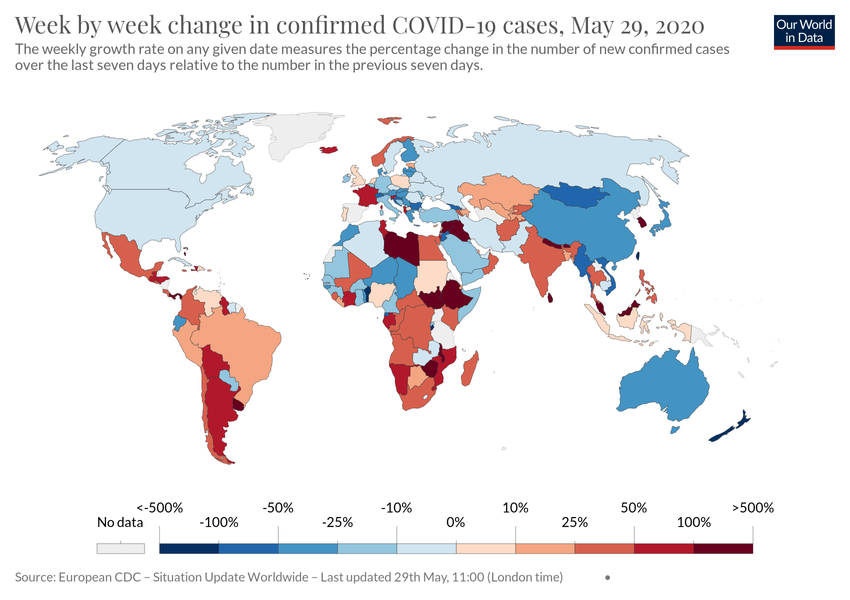 Week by week change in confirmed COVID-19 cases, May 29, 2020
Our World
in Data
The weekly growth rate on any given date measures the percentage change in the number of new confirmed cases
over the last seven days relative to the number in the previous seven days.
<-500% -50% -10% 10% 50% >500%
No data -100% -25% 0% 25% 100%
Source: European CDC – Situation Update Worldwide – Last updated 29th May, 11:00 (London time)